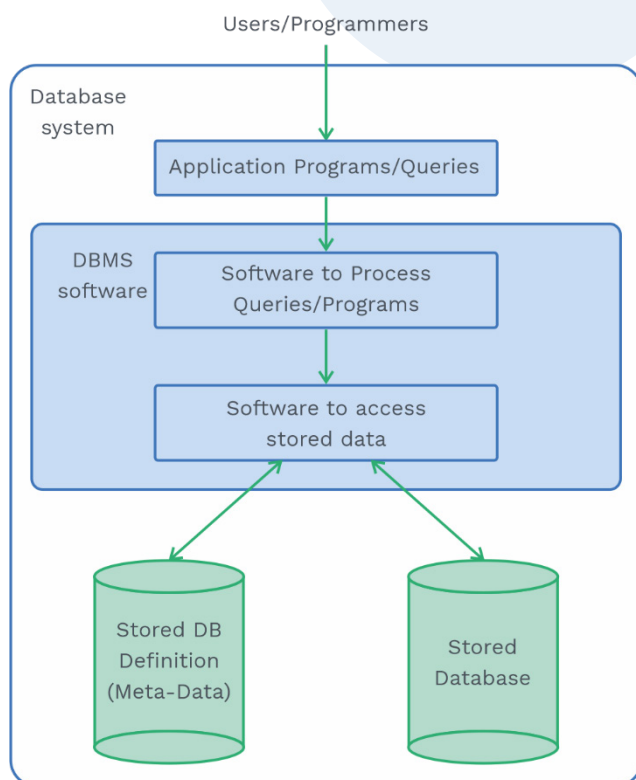 Users/Programmers
Database
system
Application Programs/Queries
DBMS
software
Software to Process
Queries/Programs
Software to access
stored data
Stored DB
Definition
(Meta-Data)
Stored
Database